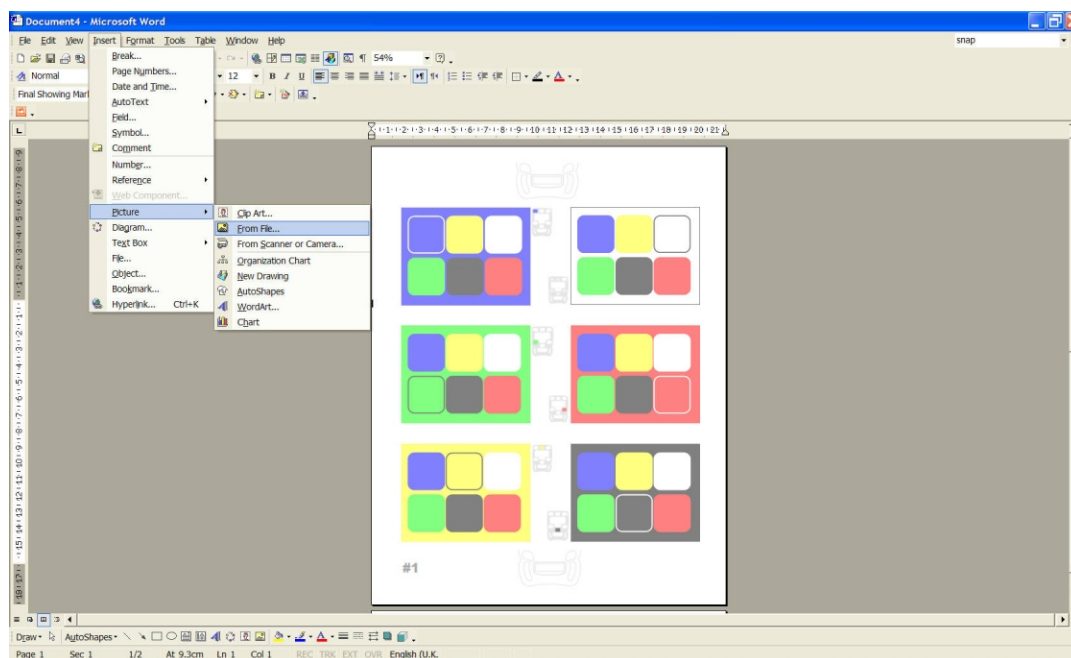 Document4 - Microsoft Word
File Edit View Insert Format Tools Table Window Help
snap
54%
Normal
12 B I U
Final Showing Mar
Break...
Page Numbers...
Date and Time...
AutoText
Field...
Symbol...
Comment
Number...
Reference
Web Component...
Picture
Diagram...
Text Box
File...
Object...
Bookmark...
Hyperlink... Ctrl+K
Clip Art...
From File...
From Scanner or Camera...
Organization Chart
New Drawing
AutoShapes
WordArt...
Chart
#1
Draw AutoShapes
Page 1 Sec 1 1/2 At 9.3cm Ln 1 Col 1 REC TRK EXT OVR English (U.K.